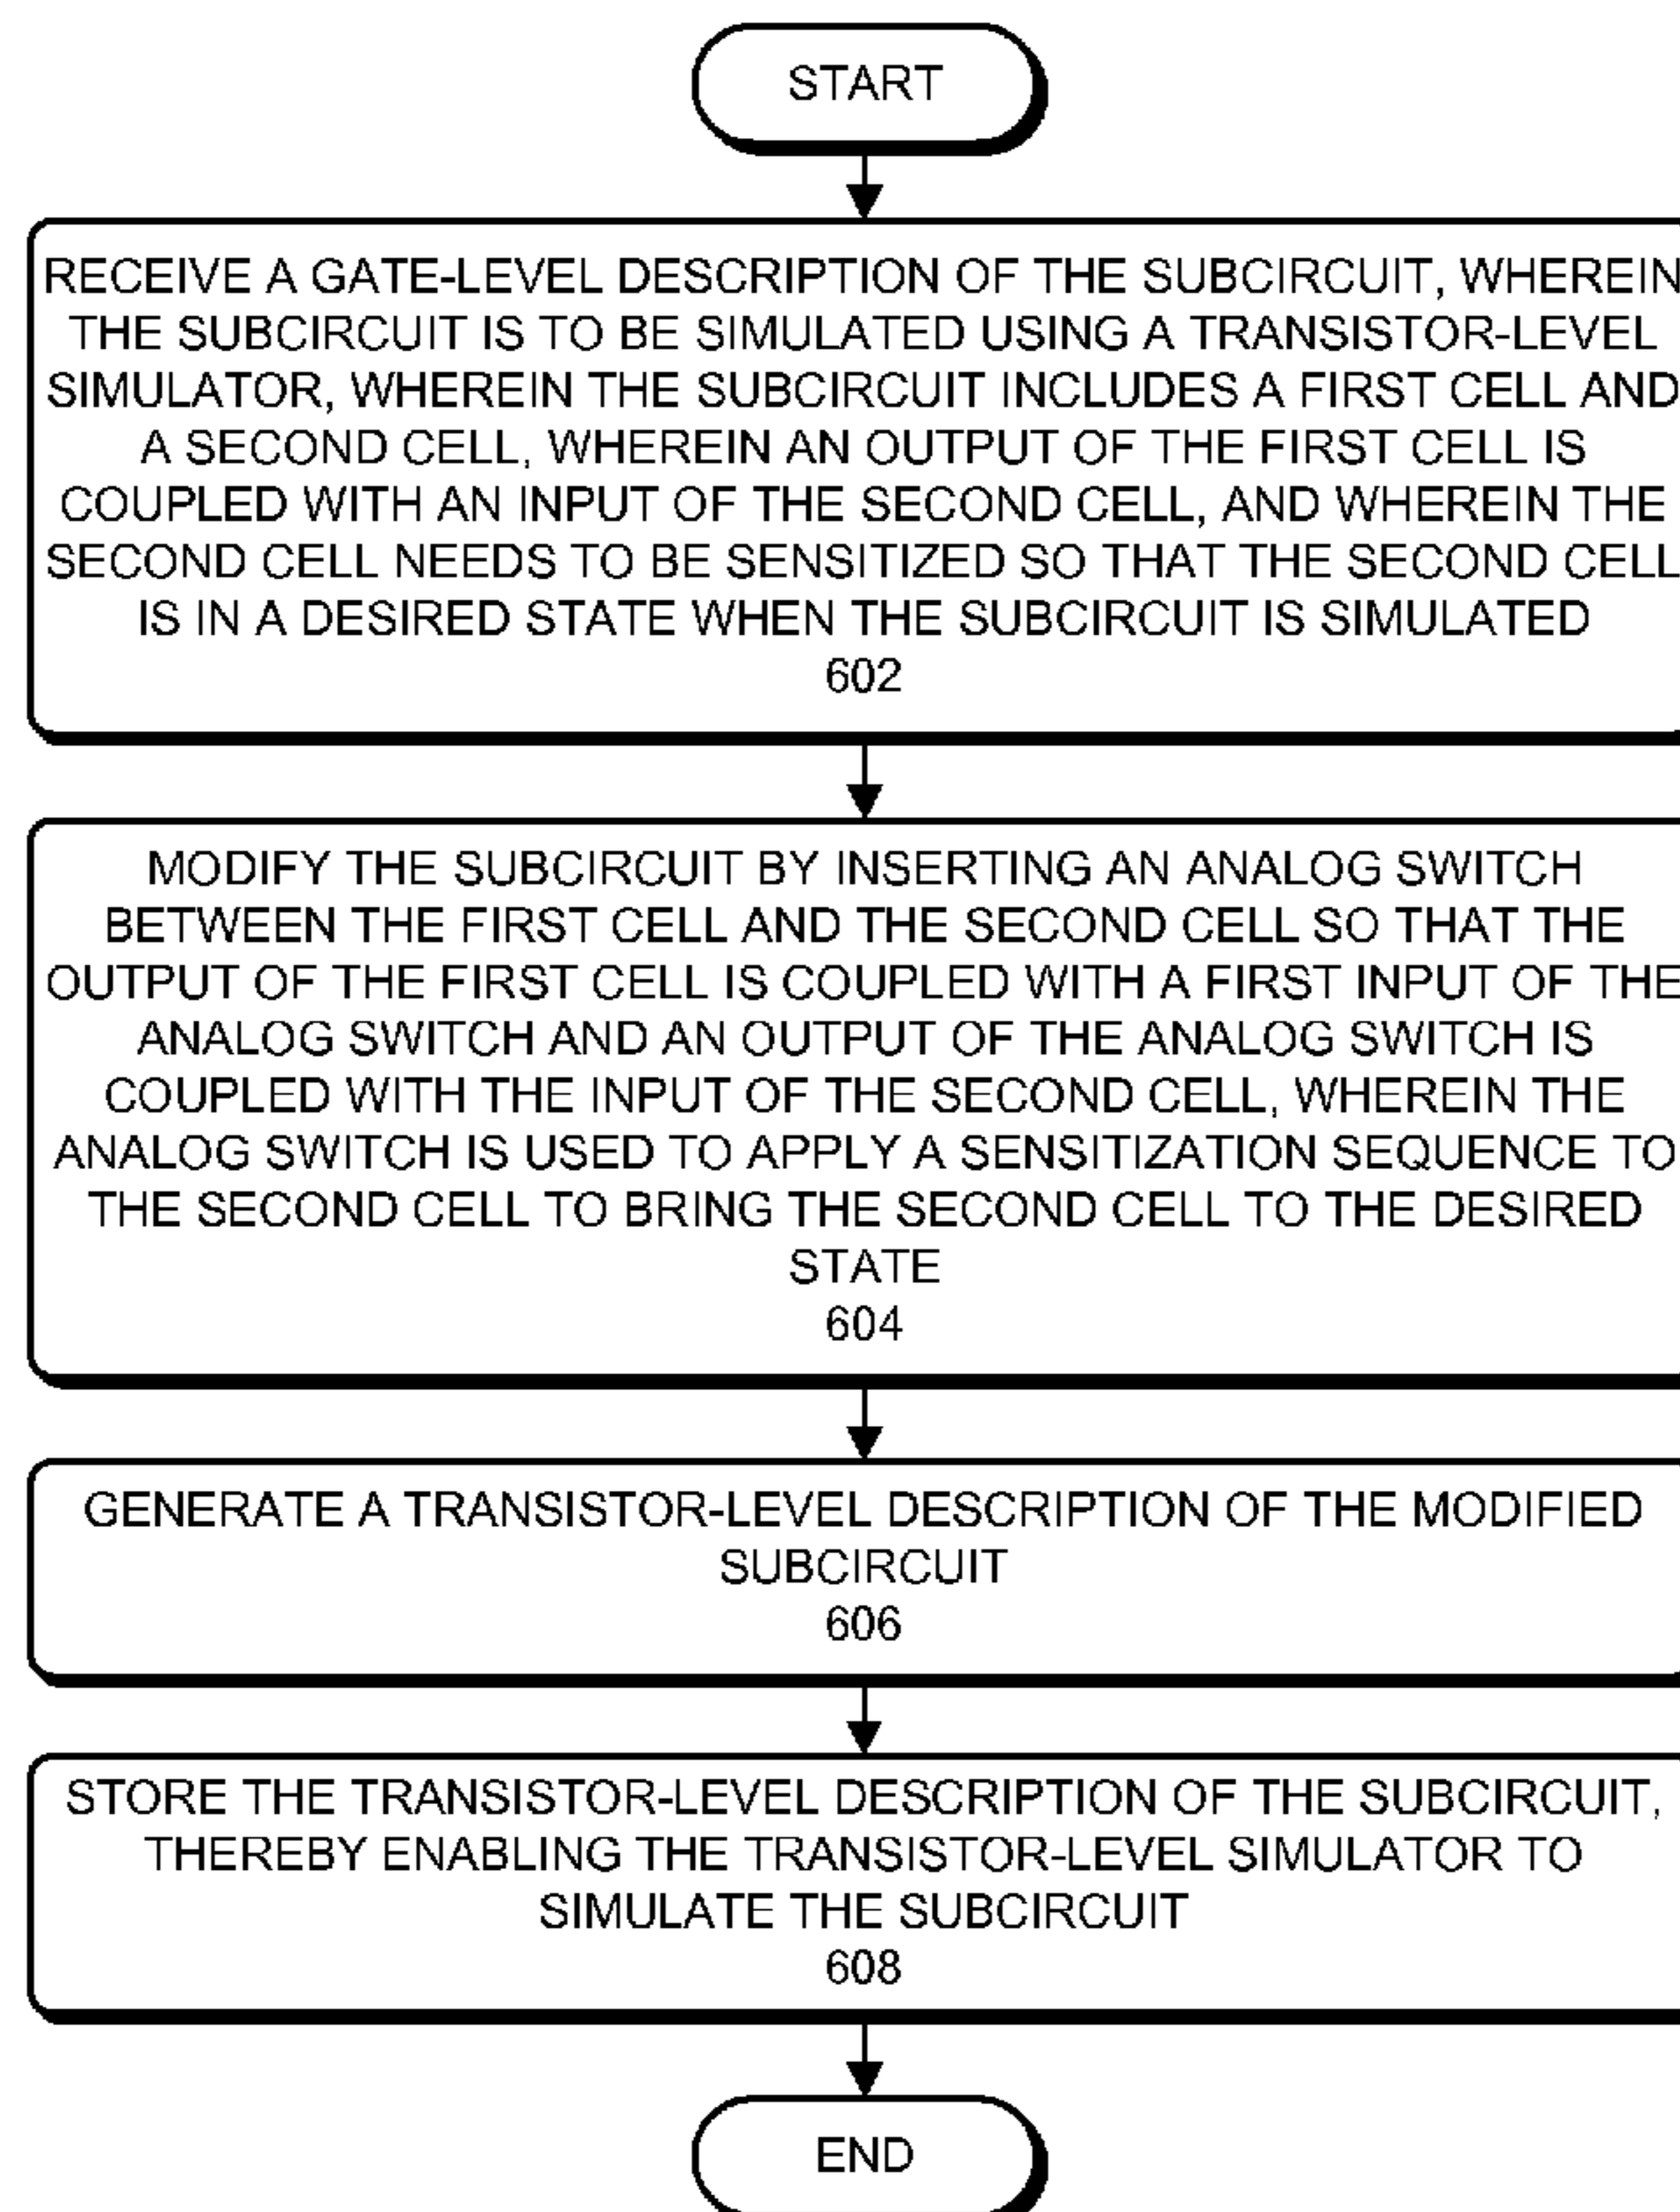 START
RECEIVE A GATE-LEVEL DESCRIPTION OF THE SUBCIRCUIT, WHEREIN
THE SUBCIRCUIT IS TO BE SIMULATED USING A TRANSISTOR-LEVEL
SIMULATOR, WHEREIN THE SUBCIRCUIT INCLUDES A FIRST CELL AND
A SECOND CELL, WHEREIN AN OUTPUT OF THE FIRST CELL IS
COUPLED WITH AN INPUT OF THE SECOND CELL, AND WHEREIN THE
SECOND CELL NEEDS TO BE SENSITIZED SO THAT THE SECOND CELL
IS IN A DESIRED STATE WHEN THE SUBCIRCUIT IS SIMULATED
602
MODIFY THE SUBCIRCUIT BY INSERTING AN ANALOG SWITCH
BETWEEN THE FIRST CELL AND THE SECOND CELL SO THAT THE
OUTPUT OF THE FIRST CELL IS COUPLED WITH A FIRST INPUT OF THE
ANALOG SWITCH AND AN OUTPUT OF THE ANALOG SWITCH IS
COUPLED WITH THE INPUT OF THE SECOND CELL, WHEREIN THE
ANALOG SWITCH IS USED TO APPLY A SENSITIZATION SEQUENCE TO
THE SECOND CELL TO BRING THE SECOND CELL TO THE DESIRED
STATE
604
GENERATE A TRANSISTOR-LEVEL DESCRIPTION OF THE MODIFIED
SUBCIRCUIT
606
STORE THE TRANSISTOR-LEVEL DESCRIPTION OF THE SUBCIRCUIT,
THEREBY ENABLING THE TRANSISTOR-LEVEL SIMULATOR TO
SIMULATE THE SUBCIRCUIT
608
END